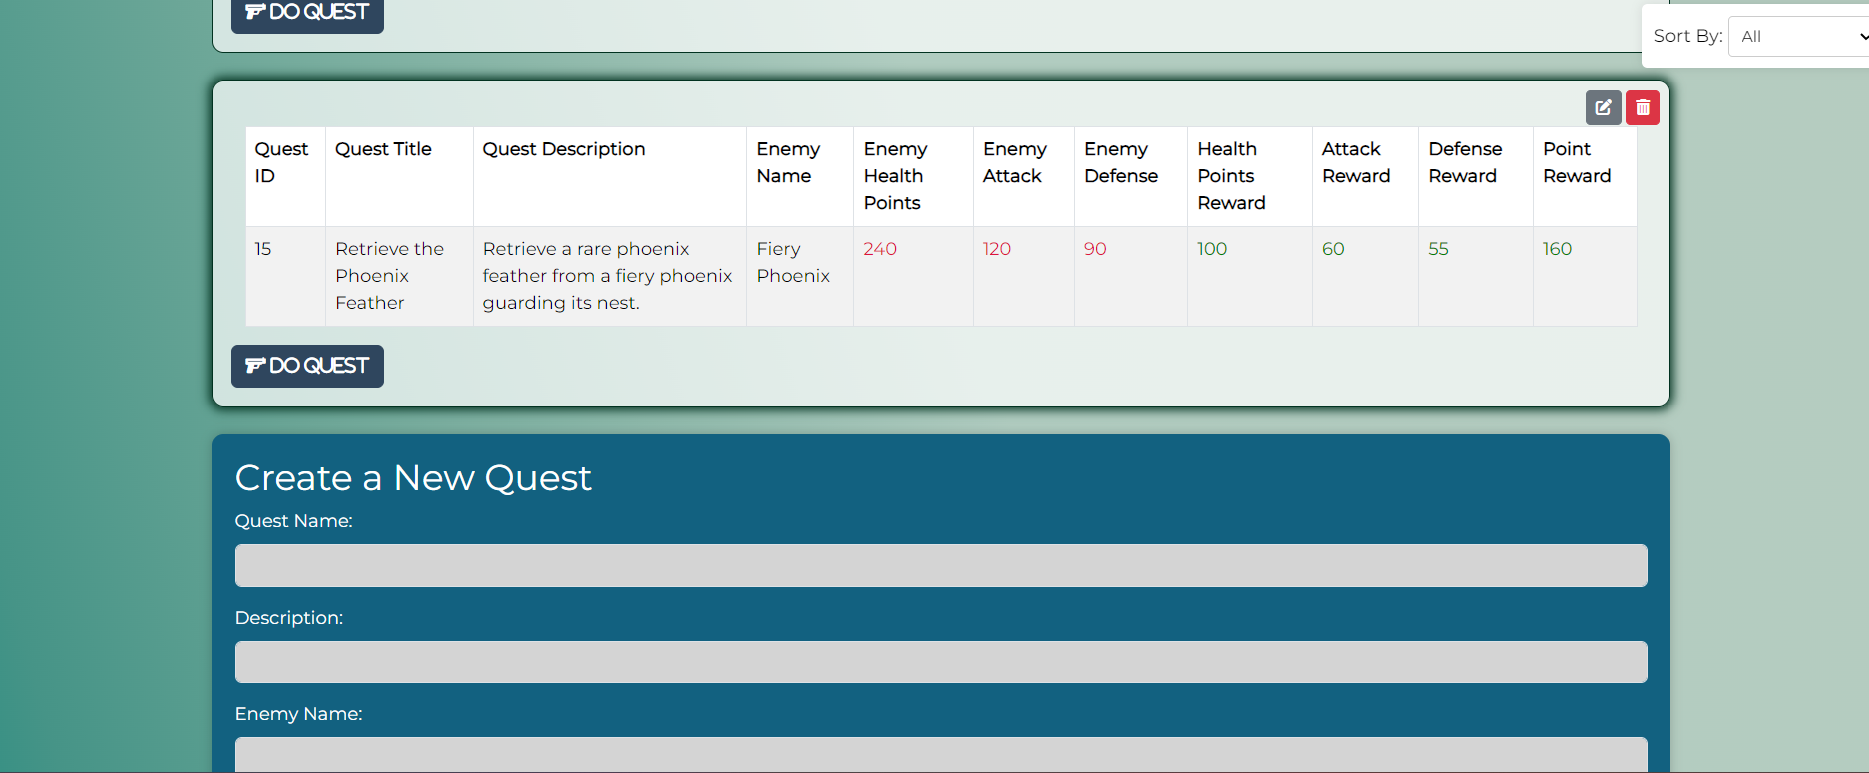 DO QUEST
Sort By: All
Quest ID
Quest Title
Quest Description
Enemy Name
Enemy Health Points
Enemy Attack
Enemy Defense
Health Points Reward
Attack Reward
Defense Reward
Point Reward
15
Retrieve the
Phoenix
Feather
Retrieve a rare phoenix
feather from a fiery phoenix
guarding its nest.
Fiery
Phoenix
240
120
90
100
60
55
160
DO QUEST
Create a New Quest
Quest Name:
Description:
Enemy Name: